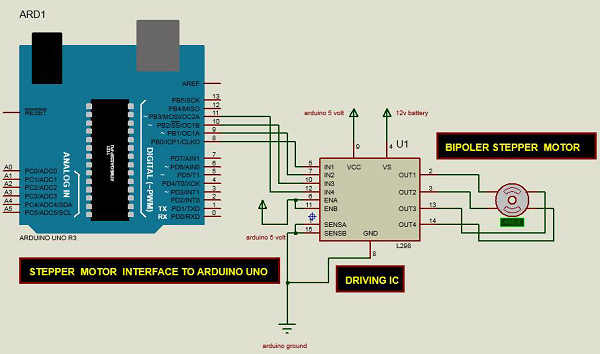 ARD1
RESET
AREF
PB5/SCK 13
PB4/MISO 12
~ PB3/MOSI/OC2A 11
~ PB2/SS/OC1B 10
~ PB1/OC1A 9
PB0/ICP1/CLKO 8
PD7/AIN1 7
~ PD6/AIN0 6
~ PD5/T1 5
PD4/T0/XCK 4
~ PD3/INT1 3
PD2/INT0 2
TX PD1/TXD 1
RX PD0/RXD 0
A0 PC0/ADC0
A1 PC1/ADC1
A2 PC2/ADC2
A3 PC3/ADC3
A4 PC4/ADC4/SDA
A5 PC5/ADC5/SCL
ANALOG IN
DIGITAL (~PWM)
ARDUINO UNO R3
STEPPER MOTOR INTERFACE TO ARDUINO UNO
arduino 5 volt
12v battery
U1
9
4
VCC
VS
5 IN1
7 IN2
10 IN3
12 IN4
6 ENA
11 ENB
1 SENSA
15 SENSB
GND
8
OUT1 2
OUT2 3
OUT3 13
OUT4 14
L298
arduino 5 volt
BIPOLER STEPPER MOTOR
DRIVING IC
arduino ground